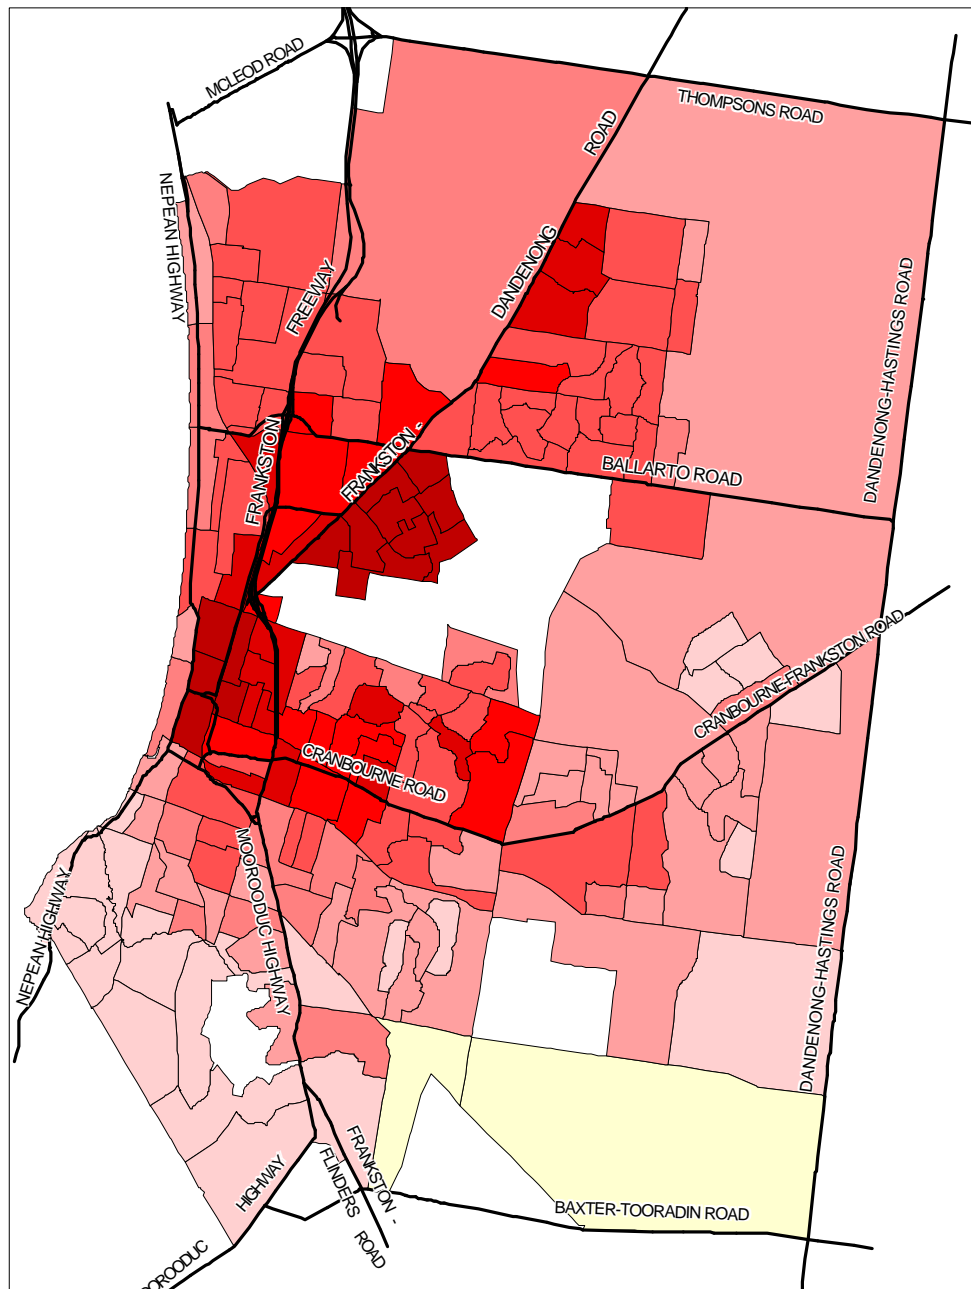 MCLEOD ROAD
THOMPSONS ROAD
ROAD
NEPEAN HIGHWAY
DANDENONG
FREEWAY
DANDENONG-HASTINGS ROAD
FRANKSTON
FRANKSTON -
BALLARTO ROAD
CRANBOURNE-FRANKSTON ROAD
CRANBOURNE ROAD
MOOROODUC HIGHWAY
NEPEAN HIGHWAY
DANDENONG-HASTINGS ROAD
FRANKSTON -
FLINDERS
ROAD
HIGHWAY
BAXTER-TOORADIN ROAD
OOROODUC